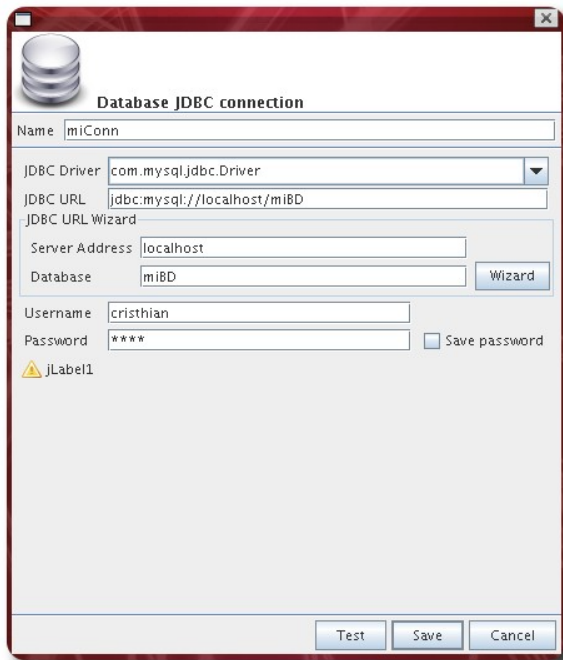 Database JDBC connection
Name miConn
JDBC Driver com.mysql.jdbc.Driver
JDBC URL jdbc:mysql://localhost/miBD
JDBC URL Wizard
Server Address localhost
Database miBD Wizard
Username cristhian
Password **** Save password
jLabel1
Test Save Cancel